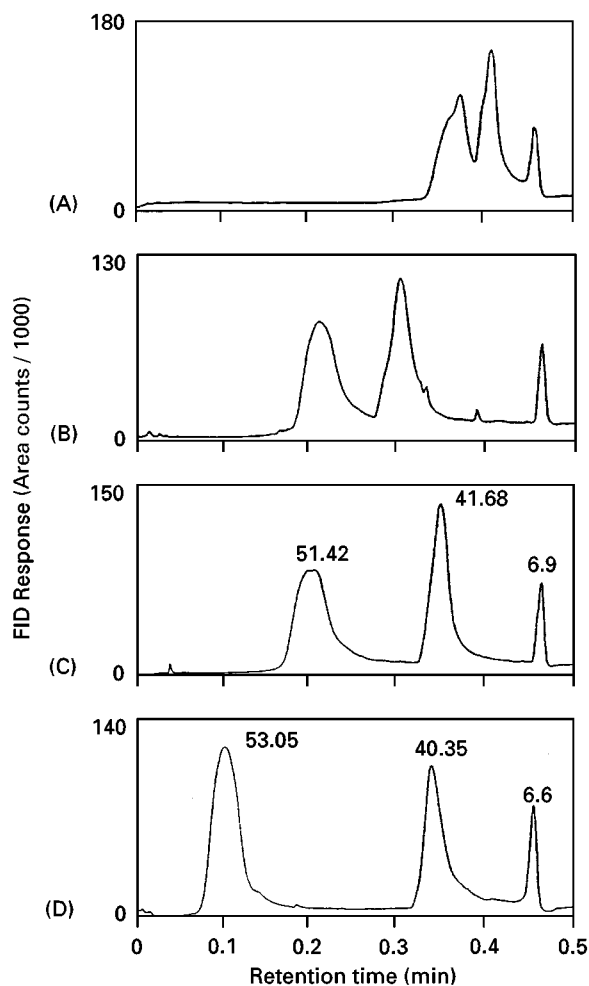 180
(A)
0
130
(B)
0
FID Response (Area counts / 1000)
150
51.42
41.68
6.9
(C)
0
140
53.05
40.35
6.6
(D)
0
0 0.1 0.2 0.3 0.4 0.5
Retention time (min)